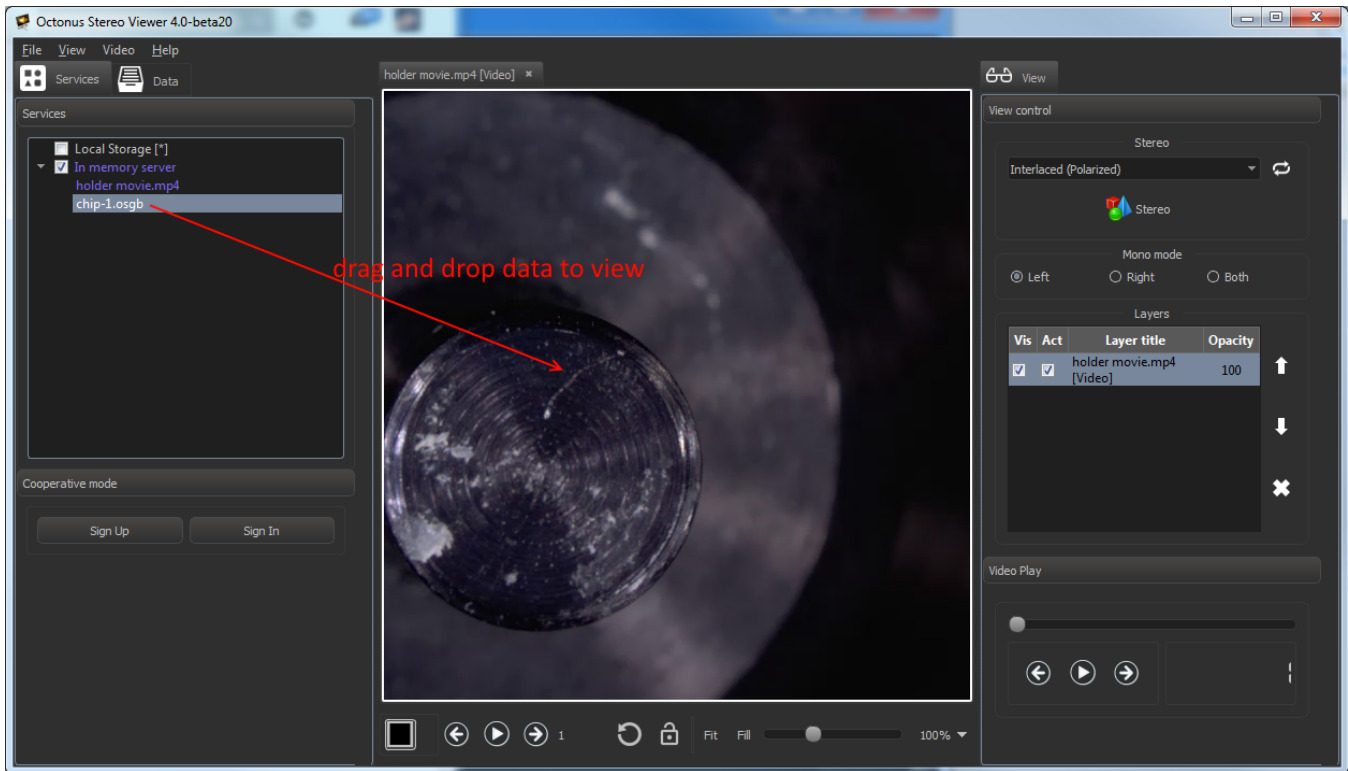 Octonus Stereo Viewer 4.0-beta20
File View Video Help
Services Data
Services
Local Storage [*]
In memory server
holder movie.mp4
chip-1.osgb
Cooperative mode
Sign Up Sign In
holder movie.mp4 [Video]
drag and drop data to view
1 Fit Fill 100%
View
View control
Stereo
Interlaced (Polarized)
Stereo
Mono mode
Left Right Both
Layers
Vis Act Layer title Opacity
holder movie.mp4
[Video] 100
Video Play